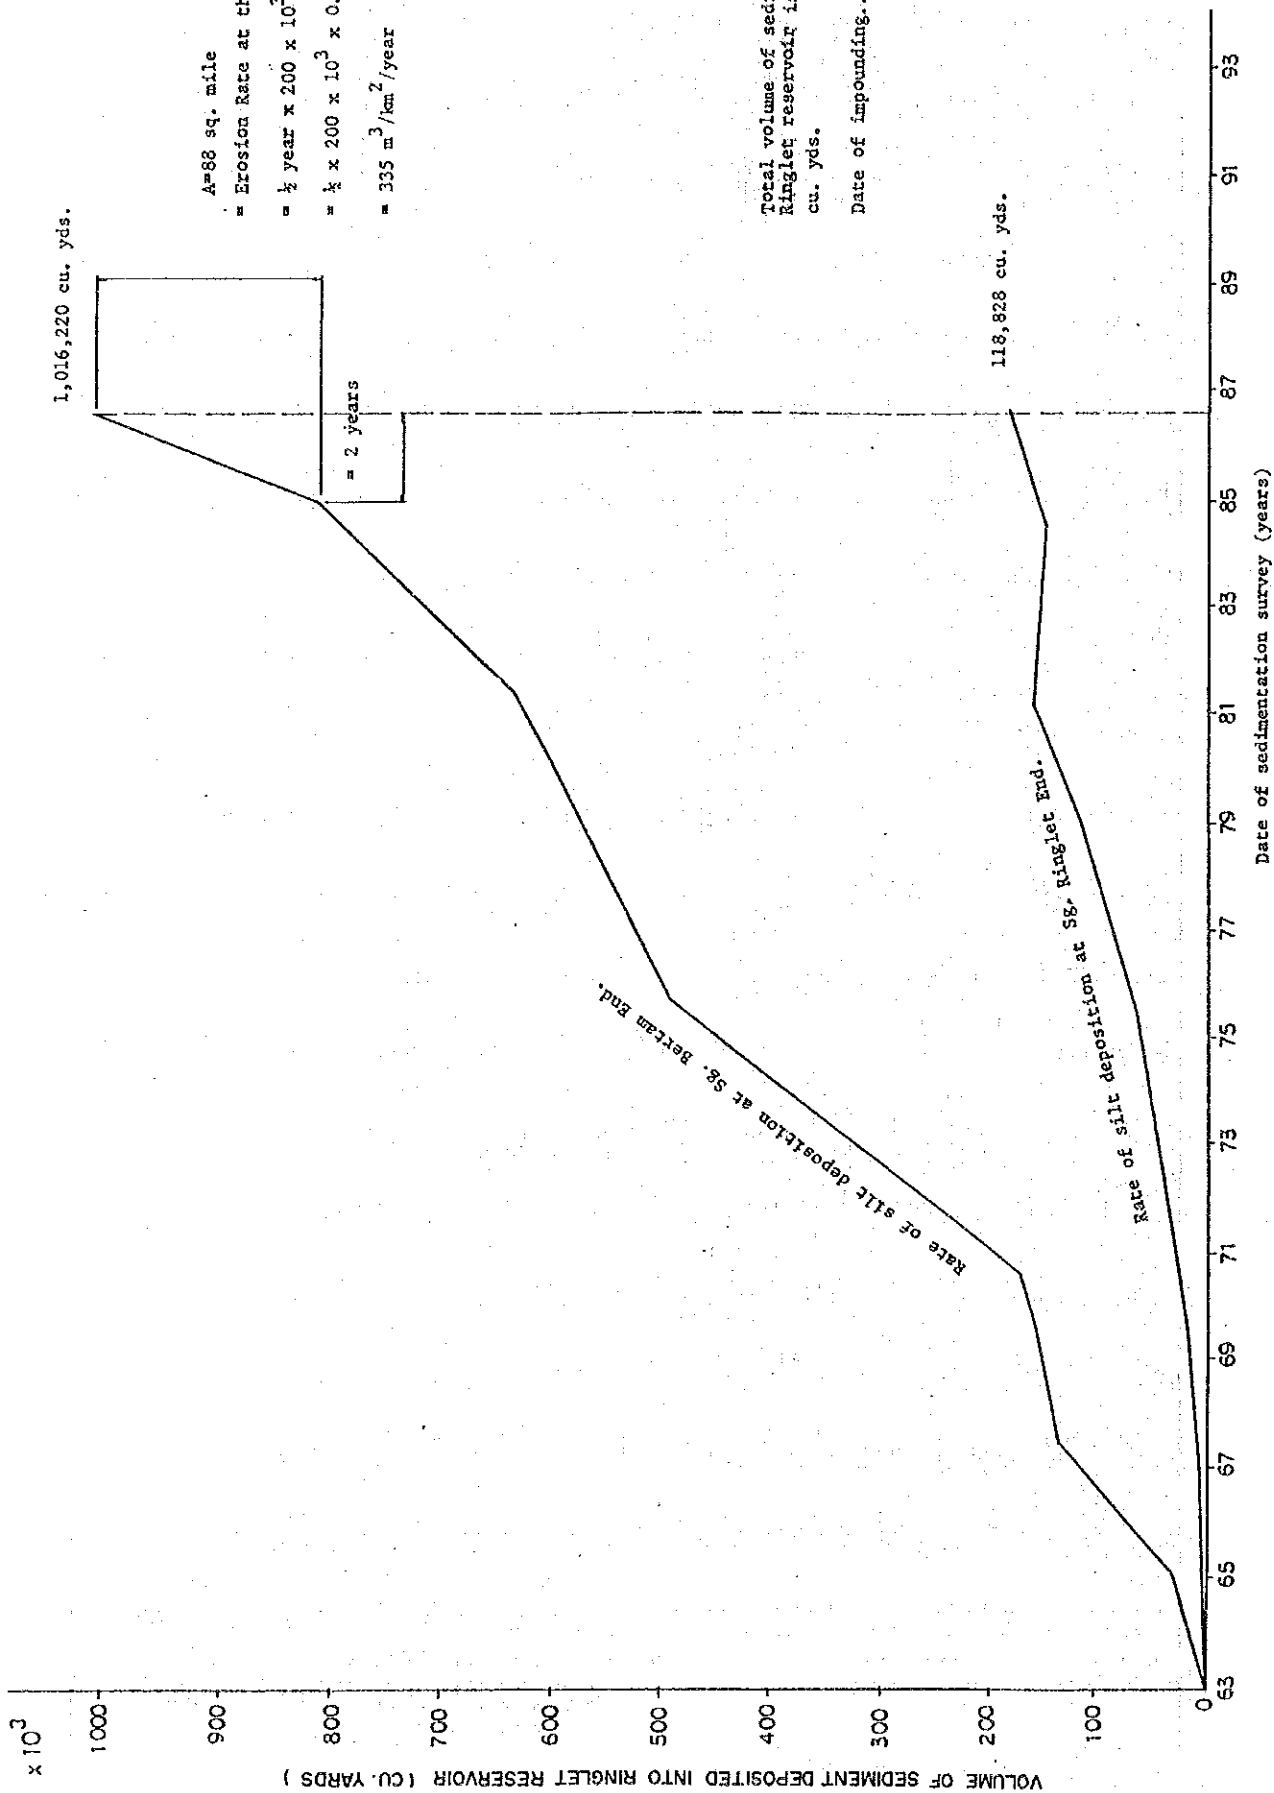 x 10³
1000
900
800
700
600
500
400
300
200
100
0
VOLUME OF SEDIMENT DEPOSITED INTO RINGLET RESERVOIR ( CU. YARDS )
63
65
67
69
71
73
75
77
79
81
83
85
87
89
91
93
Date of sedimentation survey (years)
Rate of silt deposition at Sg. Bertam End.
Rate of silt deposition at Sg. Ringlet End.
= 2 years
1,016,220 cu. yds.
118,828 cu. yds.
A=88 sq. mile
= Erosion Rate at
= ½ year x 200 x 10
= ½ x 200 x 10³ x 0.
= 335 m³/km²/year
Total volume of
Ringlet reservoir
cu. yds.
Date of impounding..